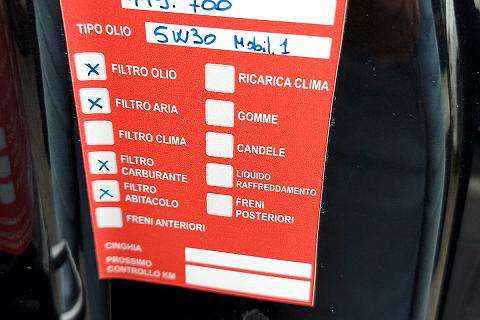 TIPO OLIO 5W30 Mobil.1
X FILTRO OLIO
RICARICA CLIMA
X FILTRO ARIA
GOMME
FILTRO CLIMA
CANDELE
X FILTRO
CARBURANTE
LIQUIDO
RAFFREDDAMENTO
X FILTRO
ABITACOLO
FRENI
POSTERIORI
FRENI ANTERIORI
CINGHIA
PROSSIMO
CONTROLLO KM